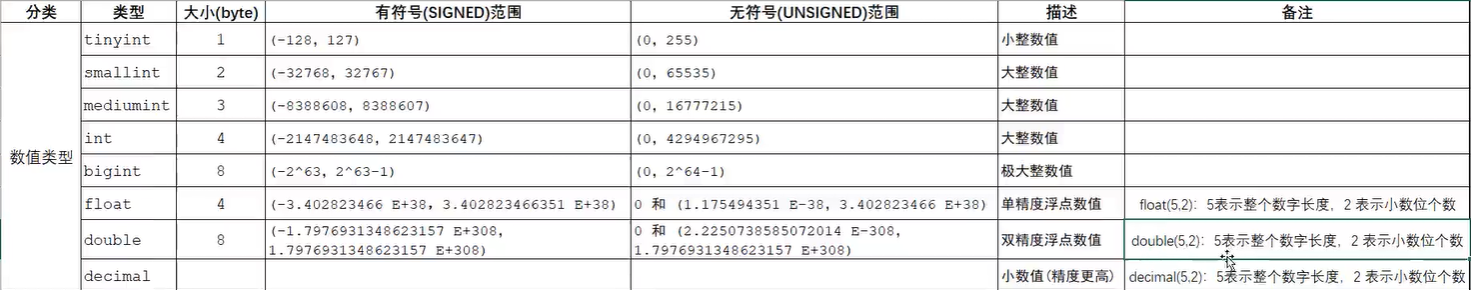 分类 类型 大小(byte) 有符号(SIGNED)范围 无符号(UNSIGNED)范围 描述 备注
数值类型
tinyint 1 (-128, 127) (0, 255) 小整数值
smallint 2 (-32768, 32767) (0, 65535) 大整数值
mediumint 3 (-8388608, 8388607) (0, 16777215) 大整数值
int 4 (-2147483648, 2147483647) (0, 4294967295) 大整数值
bigint 8 (-2^63, 2^63-1) (0, 2^64-1) 极大整数值
float 4 (-3.402823466 E+38, 3.402823466351 E+38) 0 和 (1.175494351 E-38, 3.402823466 E+38) 单精度浮点数值 float(5,2)：5表示整个数字长度，2 表示小数位个数
double 8 (-1.7976931348623157 E+308, 1.7976931348623157 E+308) 0 和 (2.2250738585072014 E-308, 1.7976931348623157 E+308) 双精度浮点数值 double(5,2)：5表示整个数字长度，2 表示小数位个数
decimal 小数值(精度更高) decimal(5,2)：5表示整个数字长度，2 表示小数位个数